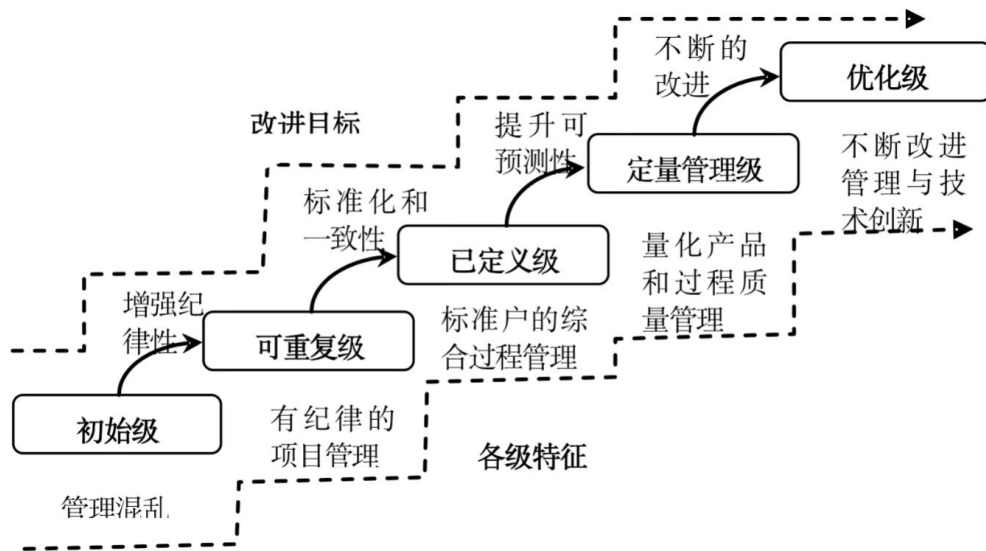 不断的
改进
优化级
改进目标
提升可
预测性
定量管理级
不断改进
管理与技
术创新
标准化和
一致性
已定义级
量化产品
和过程质
量管理
增强纪
律性
可重复级
标准户的综
合过程管理
初始级
有纪律的
项目管理
各级特征
管理混乱